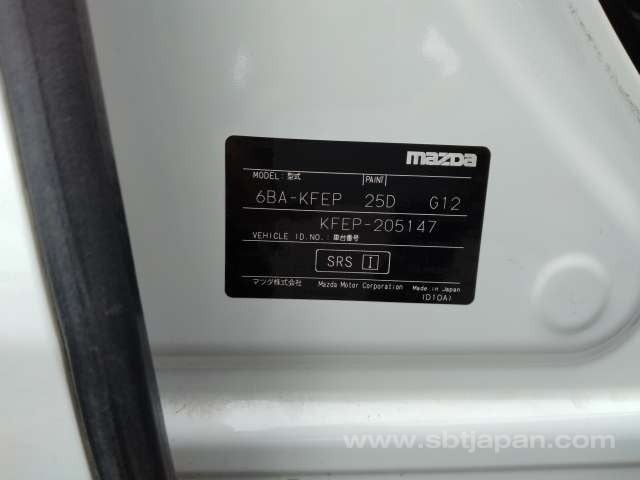 mazda
MODEL: 型式 PAINT
6BA-KFEP 25D G12
KFEP-205147
VEHICLE ID.NO.: 車台番号
SRS I
マツダ株式会社 Mazda Motor Corporation Made in Japan
(D10A)
www.sbtjapan.com